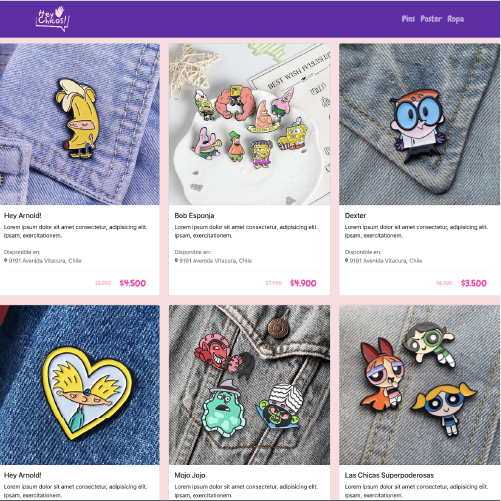 Hey
Chicos!
Pins Poster Ropa
BEST WISH
Hey Arnold!
Lorem ipsum dolor sit amet consectetur, adipisicing elit.
Ipsam, exercitationem.
Disponible en:
9191 Avenida Vitacura, Chile
$4.500
Bob Esponja
Lorem ipsum dolor sit amet consectetur, adipisicing elit.
Ipsam, exercitationem.
Disponible en:
9191 Avenida Vitacura, Chile
$7.990 $4.900
Dexter
Lorem ipsum dolor sit amet consectetur, adipisicing elit.
Ipsam, exercitationem.
Disponible en:
9191 Avenida Vitacura, Chile
$3.500
Hey Arnold!
Lorem ipsum dolor sit amet consectetur, adipisicing elit.
Ipsam, exercitationem.
Mojo Jojo
Lorem ipsum dolor sit amet consectetur, adipisicing elit.
Ipsam, exercitationem.
Las Chicas Superpoderosas
Lorem ipsum dolor sit amet consectetur, adipisicing elit.
Ipsam, exercitationem.